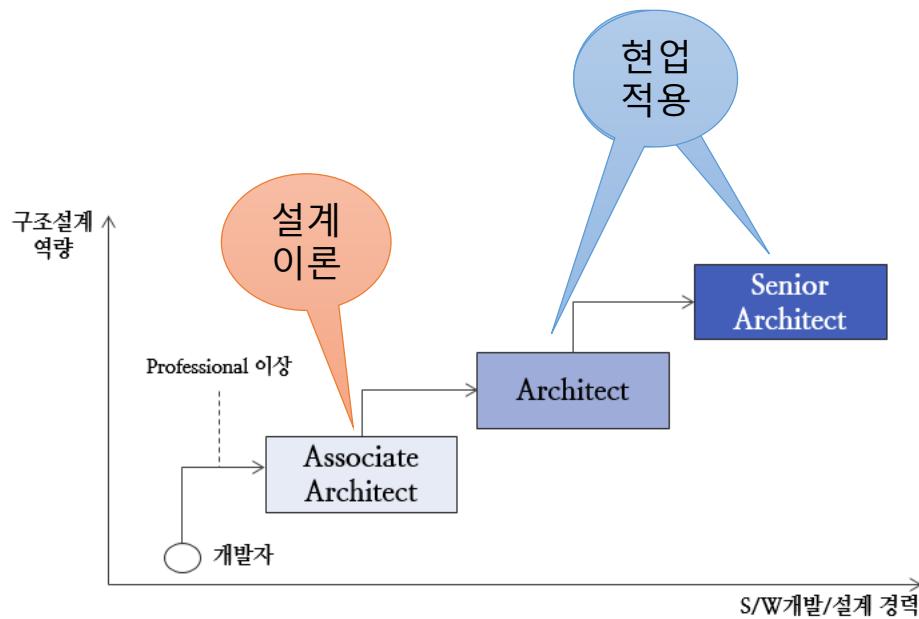 현업
적용
설계
이론
구조설계
역량
Senior
Architect
Professional 이상
Architect
Associate
Architect
개발자
S/W개발/설계 경력